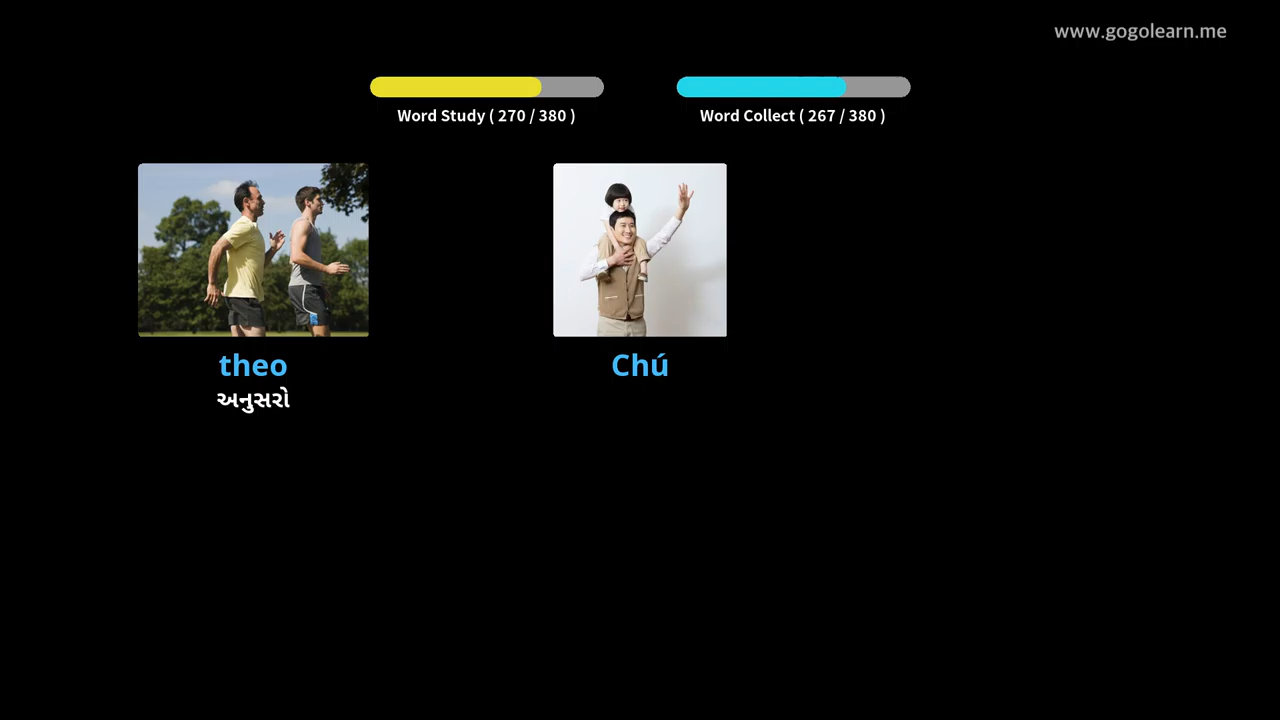 www.gogolearn.me
Word Study ( 270 / 380 )
Word Collect ( 267 / 380 )
theo
અનુસરો
Chú